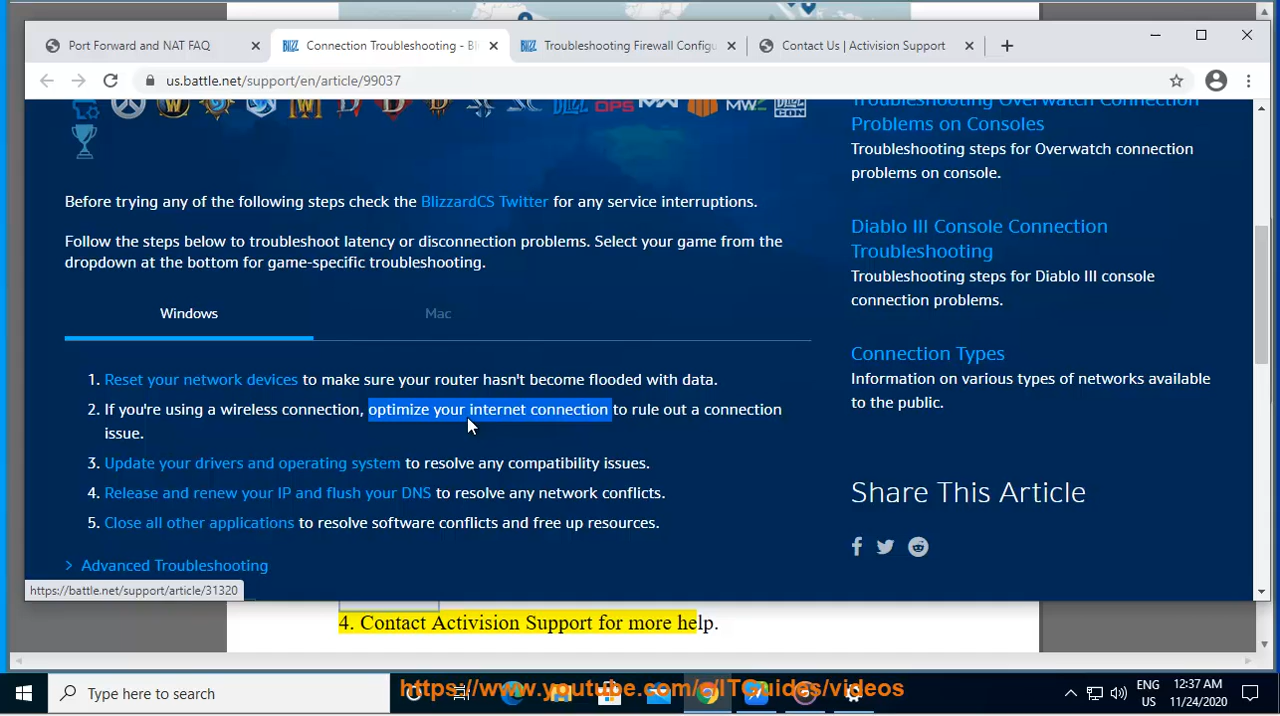 Port Forward and NAT FAQ
Connection Troubleshooting - Bl
Troubleshooting Firewall Configu
Contact Us | Activision Support
us.battle.net/support/en/article/99037
Before trying any of the following steps check the BlizzardCS Twitter for any service interruptions.
Follow the steps below to troubleshoot latency or disconnection problems. Select your game from the
dropdown at the bottom for game-specific troubleshooting.
Windows
Mac
1. Reset your network devices to make sure your router hasn't become flooded with data.
2. If you're using a wireless connection, optimize your internet connection to rule out a connection
issue.
3. Update your drivers and operating system to resolve any compatibility issues.
4. Release and renew your IP and flush your DNS to resolve any network conflicts.
5. Close all other applications to resolve software conflicts and free up resources.
> Advanced Troubleshooting
https://battle.net/support/article/31320
Troubleshooting Overwatch Connection
Problems on Consoles
Troubleshooting steps for Overwatch connection
problems on console.
Diablo III Console Connection
Troubleshooting
Troubleshooting steps for Diablo III console
connection problems.
Connection Types
Information on various types of networks available
to the public.
Share This Article
4. Contact Activision Support for more help.
Type here to search
ENG
US
12:37 AM
11/24/2020